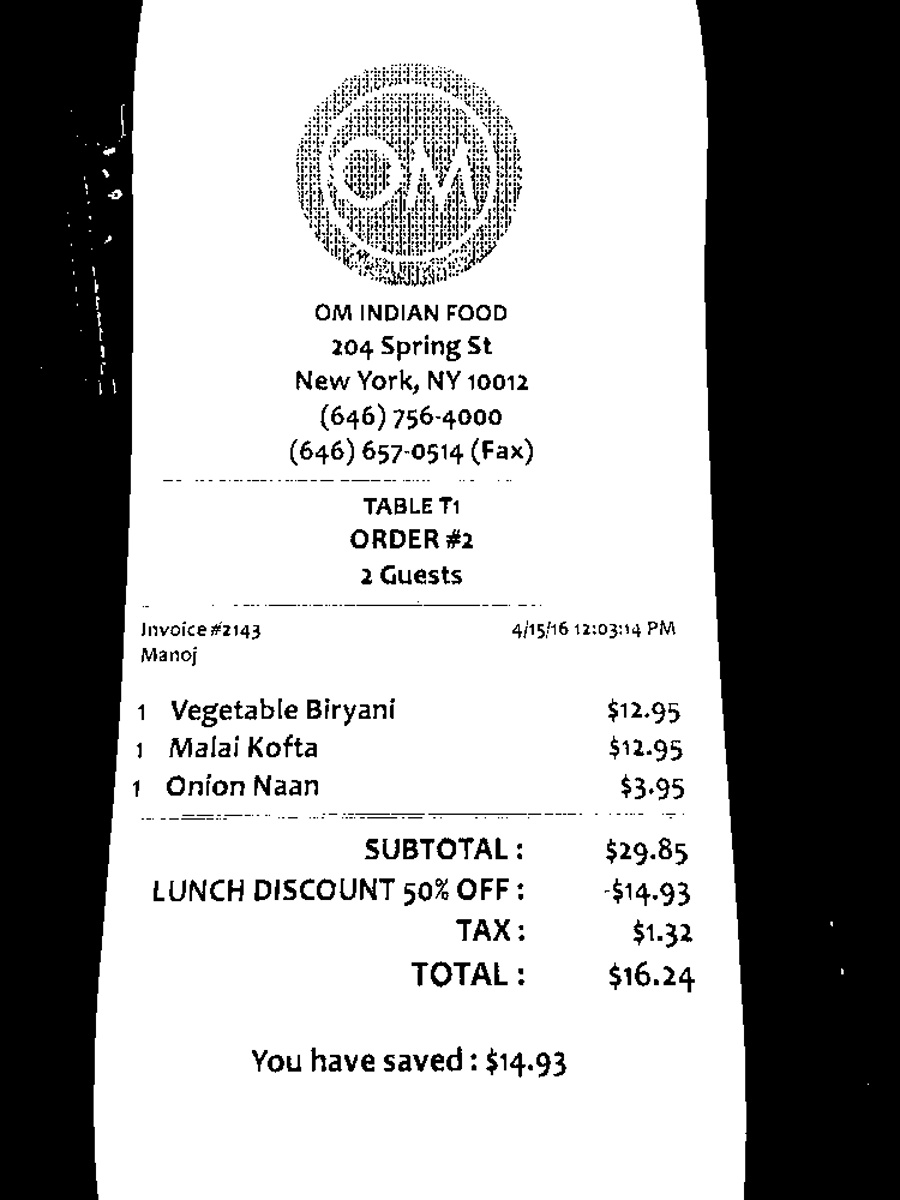 OM
OM INDIAN FOOD
204 Spring St
New York, NY 10012
(646) 756-4000
(646) 657-0514 (Fax)
TABLE T1
ORDER #2
2 Guests
Invoice #2143 4/15/16 12:03:14 PM
Manoj
1 Vegetable Biryani $12.95
1 Malai Kofta $12.95
1 Onion Naan $3.95
SUBTOTAL : $29.85
LUNCH DISCOUNT 50% OFF : -$14.93
TAX : $1.32
TOTAL : $16.24
You have saved : $14.93